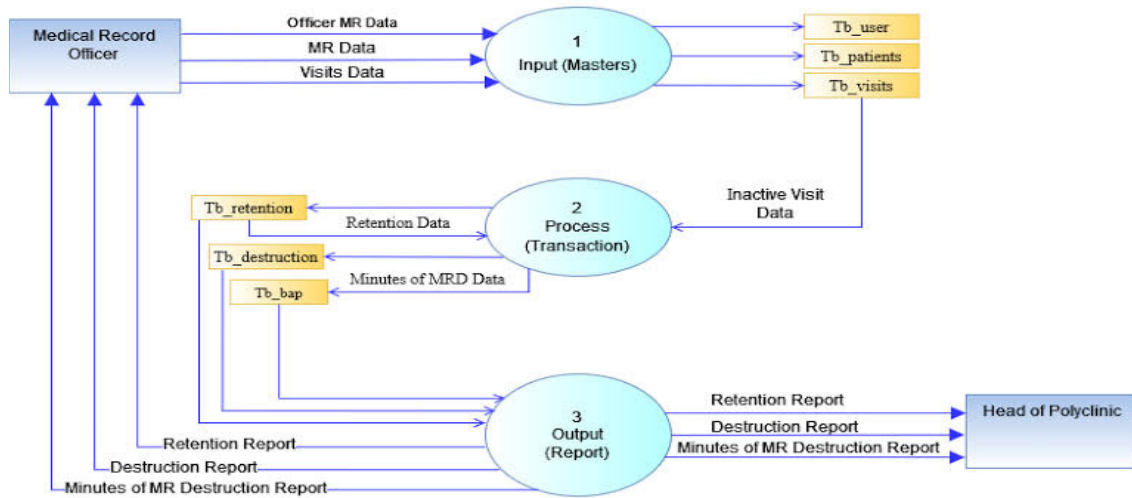 Medical Record
Officer
Officer MR Data
MR Data
Visits Data
1
Input (Masters)
Tb_user
Tb_patients
Tb_visits
Inactive Visit
Data
Tb_retention
Retention Data
2
Process
(Transaction)
Tb_destruction
Minutes of MRD Data
Tb_bap
3
Output
(Report)
Retention Report
Destruction Report
Minutes of MR Destruction Report
Head of Polyclinic
Retention Report
Destruction Report
Minutes of MR Destruction Report